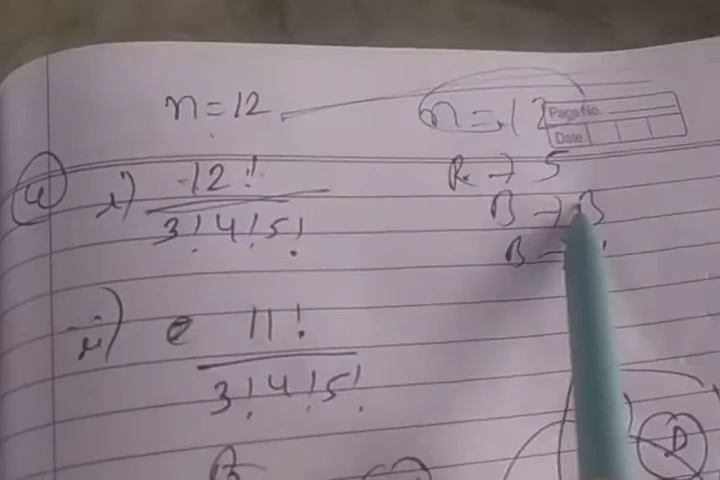 n = 12 n = 12 Page No.
Date
R → 5
4 i) 12!
3! 4! 5!
B → 3
B →
ii) 11!
3! 4! 5!
B
D